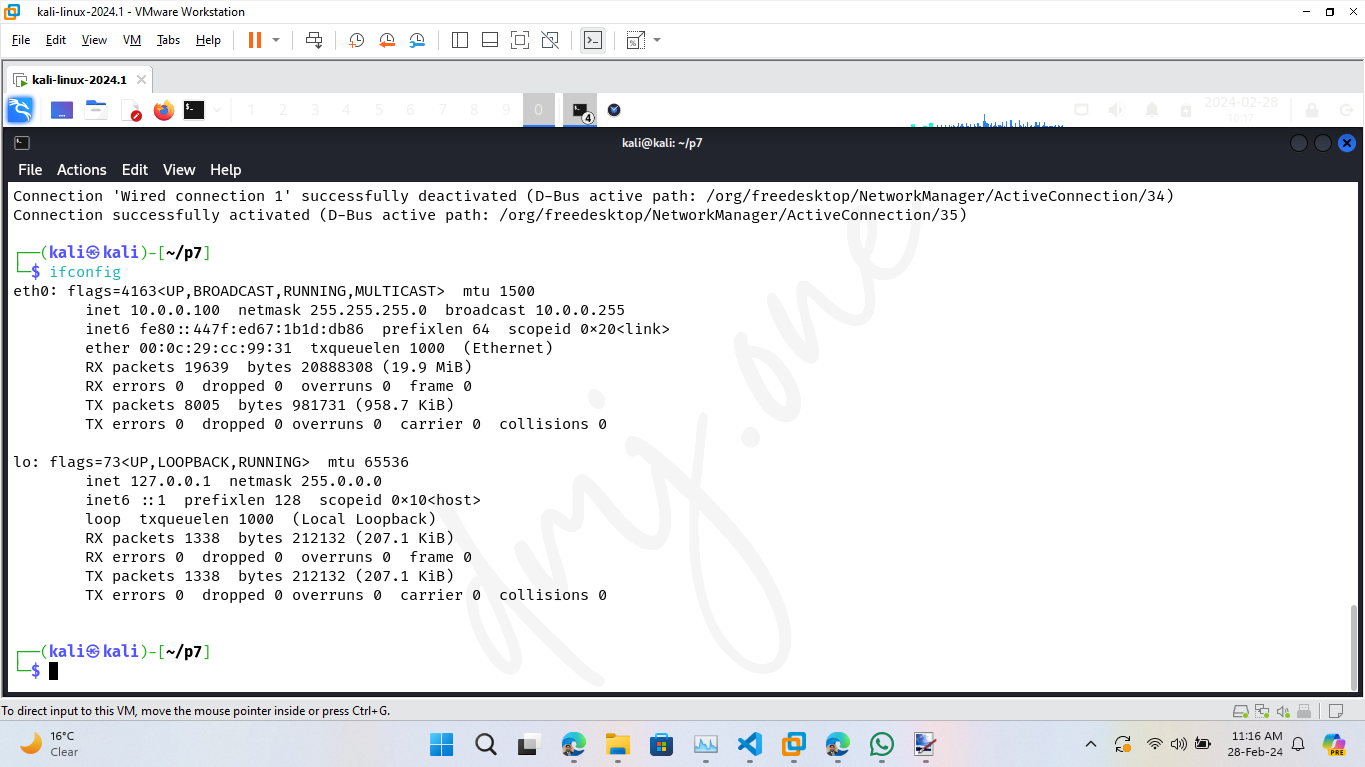 kali-linux-2024.1 - VMware Workstation
File Edit View VM Tabs Help
kali-linux-2024.1
1 2 3 4 5 6 7 8 9 0 4 2024-02-28
10:17
kali@kali: ~/p7
File Actions Edit View Help
Connection 'Wired connection 1' successfully deactivated (D-Bus active path: /org/freedesktop/NetworkManager/ActiveConnection/34)
Connection successfully activated (D-Bus active path: /org/freedesktop/NetworkManager/ActiveConnection/35)
┌──(kali㉿kali)-[~/p7]
└─$ ifconfig
eth0: flags=4163<UP,BROADCAST,RUNNING,MULTICAST>  mtu 1500
inet 10.0.0.100  netmask 255.255.255.0  broadcast 10.0.0.255
inet6 fe80::447f:ed67:1b1d:db86  prefixlen 64  scopeid 0×20<link>
ether 00:0c:29:cc:99:31  txqueuelen 1000  (Ethernet)
RX packets 19639  bytes 20888308 (19.9 MiB)
RX errors 0  dropped 0  overruns 0  frame 0
TX packets 8005  bytes 981731 (958.7 KiB)
TX errors 0  dropped 0 overruns 0  carrier 0  collisions 0
lo: flags=73<UP,LOOPBACK,RUNNING>  mtu 65536
inet 127.0.0.1  netmask 255.0.0.0
inet6 ::1  prefixlen 128  scopeid 0×10<host>
loop  txqueuelen 1000  (Local Loopback)
RX packets 1338  bytes 212132 (207.1 KiB)
RX errors 0  dropped 0  overruns 0  frame 0
TX packets 1338  bytes 212132 (207.1 KiB)
TX errors 0  dropped 0 overruns 0  carrier 0  collisions 0
┌──(kali㉿kali)-[~/p7]
└─$
dmj.one
To direct input to this VM, move the mouse pointer inside or press Ctrl+G.
16°C
Clear
11:16 AM
28-Feb-24
PRE